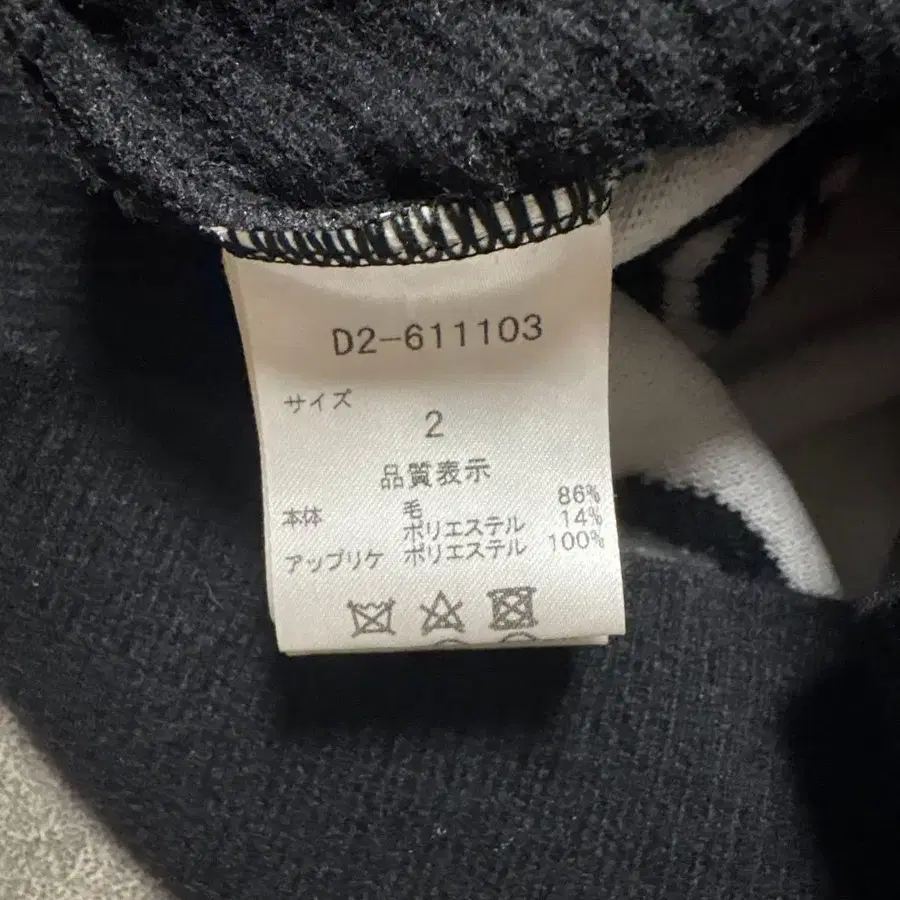 D2-611103
サイズ
2
品質表示
本体 毛 86%
ポリエステル 14%
アップリケ ポリエステル 100%